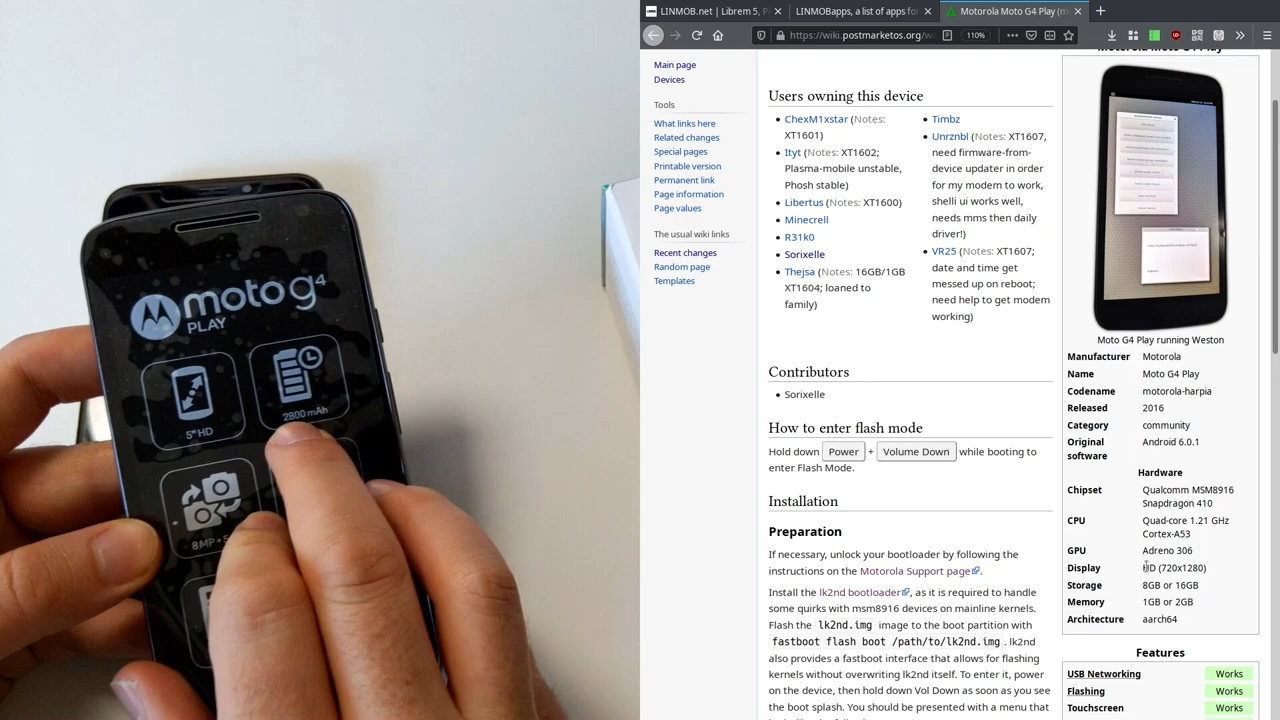 moto g4
PLAY
5" HD
2800 mAh
8MP+5
LINMOB.net | Librem 5, P
LINMOBapps, a list of apps for
Motorola Moto G4 Play (m
https://wiki.postmarketos.org/w
110%
Main page
Devices
Tools
What links here
Related changes
Special pages
Printable version
Permanent link
Page information
Page values
The usual wiki links
Recent changes
Random page
Templates
Users owning this device
ChexM1xstar (Notes:
XT1601)
Ityt (Notes: XT1602;
Plasma-mobile unstable,
Phosh stable)
Libertus (Notes: XT1600)
Minecrell
R31k0
Sorixelle
Thejsa (Notes: 16GB/1GB
XT1604; loaned to
family)
Timbz
Unrznbl (Notes: XT1607,
need firmware-from-
device updater in order
for my modem to work,
shelli ui works well,
needs mms then daily
driver!)
VR25 (Notes: XT1607;
date and time get
messed up on reboot;
need help to get modem
working)
Contributors
Sorixelle
How to enter flash mode
Hold down Power + Volume Down while booting to
enter Flash Mode.
Installation
Preparation
If necessary, unlock your bootloader by following the
instructions on the Motorola Support page.
Install the lk2nd bootloader, as it is required to handle
some quirks with msm8916 devices on mainline kernels.
Flash the lk2nd.img image to the boot partition with
fastboot flash boot /path/to/lk2nd.img. lk2nd
also provides a fastboot interface that allows for flashing
kernels without overwriting lk2nd itself. To enter it, power
on the device, then hold down Vol Down as soon as you see
the boot splash. You should be presented with a menu that
Motorola Moto G4 Play
Moto G4 Play running Weston
Manufacturer Motorola
Name Moto G4 Play
Codename motorola-harpia
Released 2016
Category community
Original Android 6.0.1
software
Hardware
Chipset Qualcomm MSM8916
Snapdragon 410
CPU Quad-core 1.21 GHz
Cortex-A53
GPU Adreno 306
Display HD (720x1280)
Storage 8GB or 16GB
Memory 1GB or 2GB
Architecture aarch64
Features
USB Networking Works
Flashing Works
Touchscreen Works